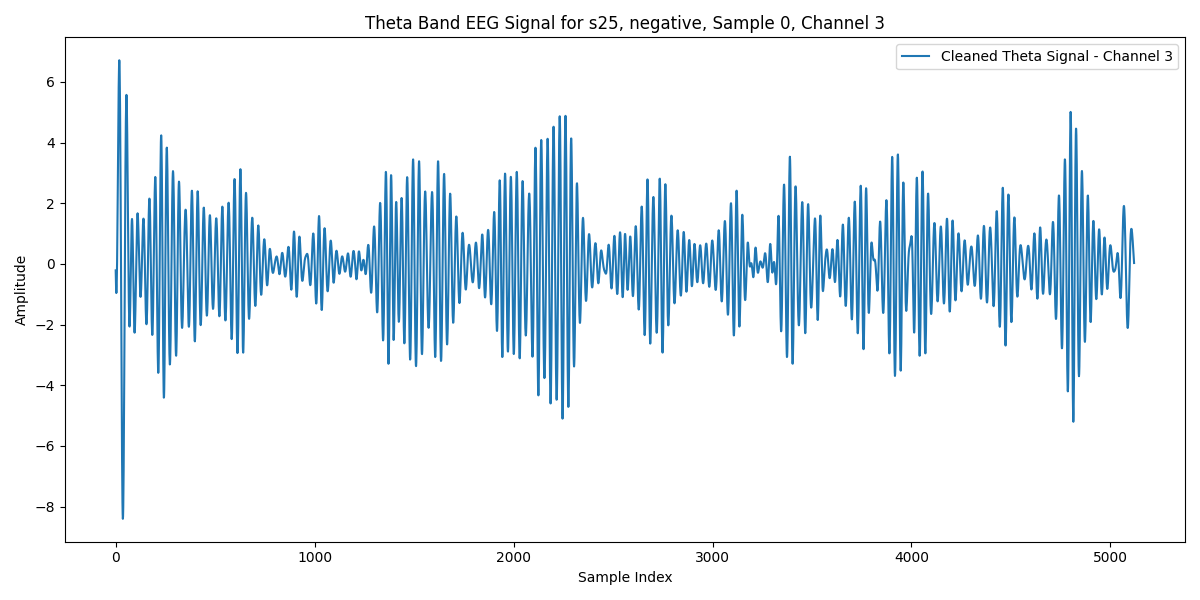 Theta Band EEG Signal for s25, negative, Sample 0, Channel 3
Cleaned Theta Signal - Channel 3
6
4
2
0
−2
−4
−6
−8
Amplitude
0 1000 2000 3000 4000 5000
Sample Index